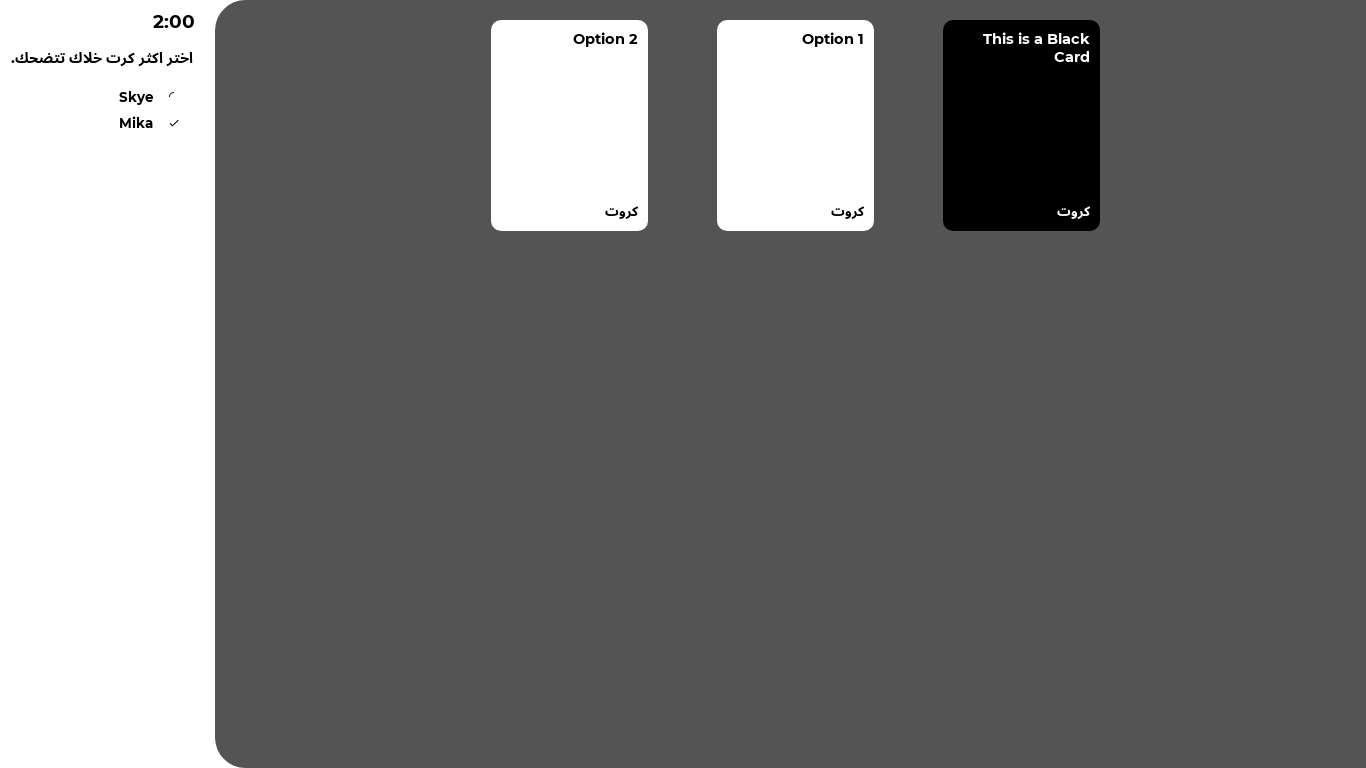 2:00
اختر اكثر كرت خلاك تتضحك.
Skye
Mika
This is a Black
Card
كروت
Option 1
كروت
Option 2
كروت